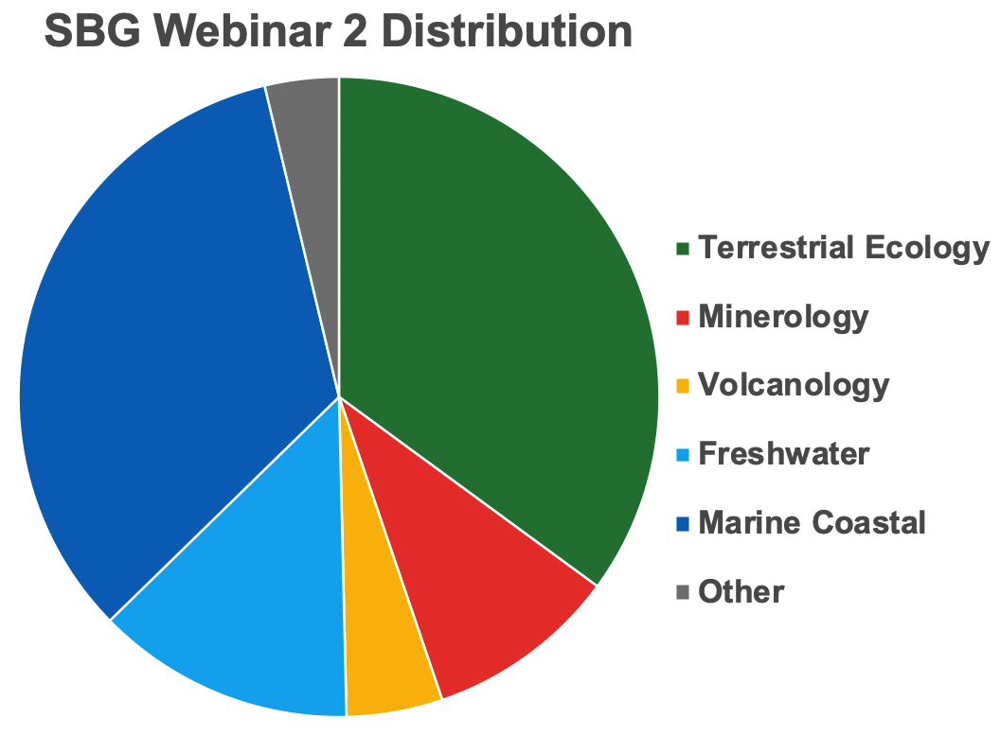 SBG Webinar 2 Distribution
Terrestrial Ecology
Minerology
Volcanology
Freshwater
Marine Coastal
Other